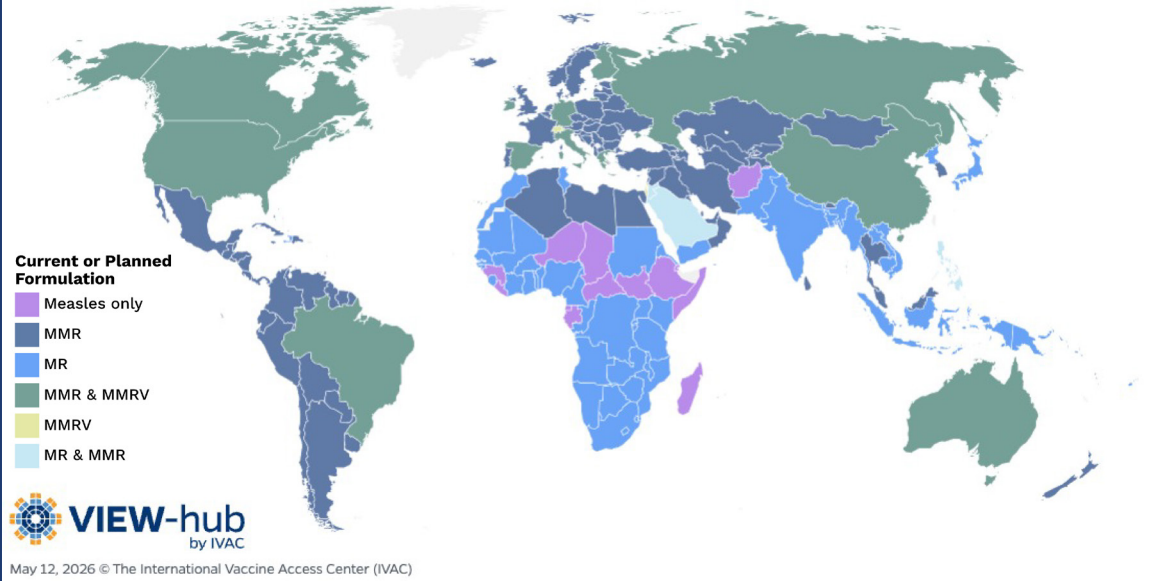 Current or Planned
Formulation
Measles only
MMR
MR
MMR & MMRV
MMRV
MR & MMR
VIEW-hub
by IVAC
May 12, 2026 © The International Vaccine Access Center (IVAC)